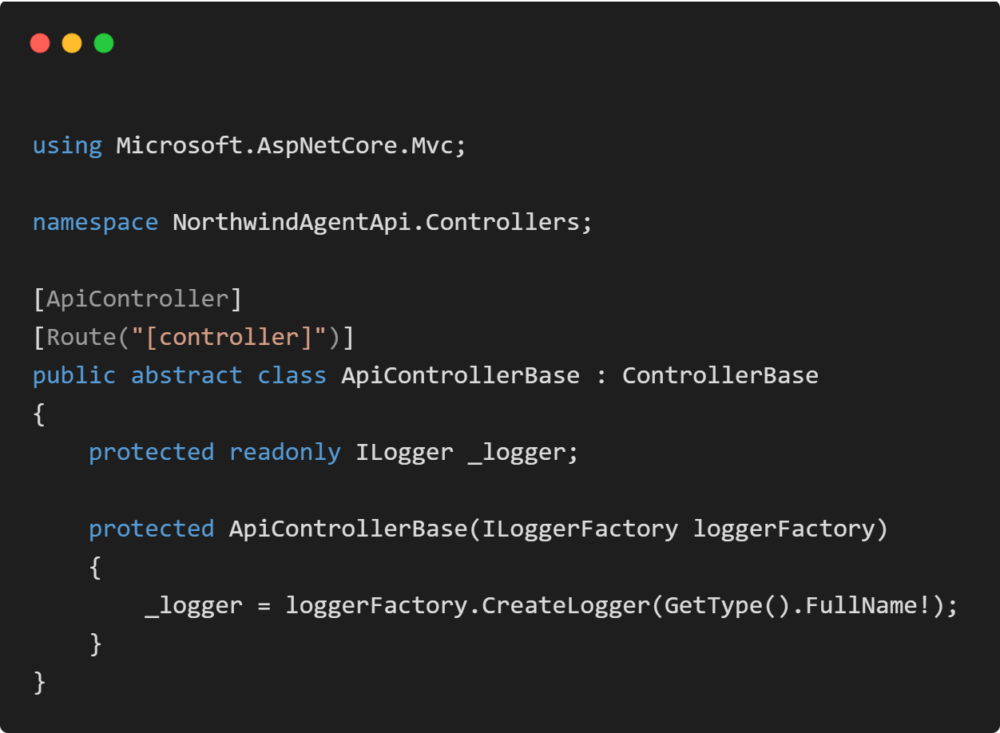 using Microsoft.AspNetCore.Mvc;
namespace NorthwindAgentApi.Controllers;
[ApiController]
[Route("[controller]")]
public abstract class ApiControllerBase : ControllerBase
{
    protected readonly ILogger _logger;
    protected ApiControllerBase(ILoggerFactory loggerFactory)
    {
        _logger = loggerFactory.CreateLogger(GetType().FullName!);
    }
}